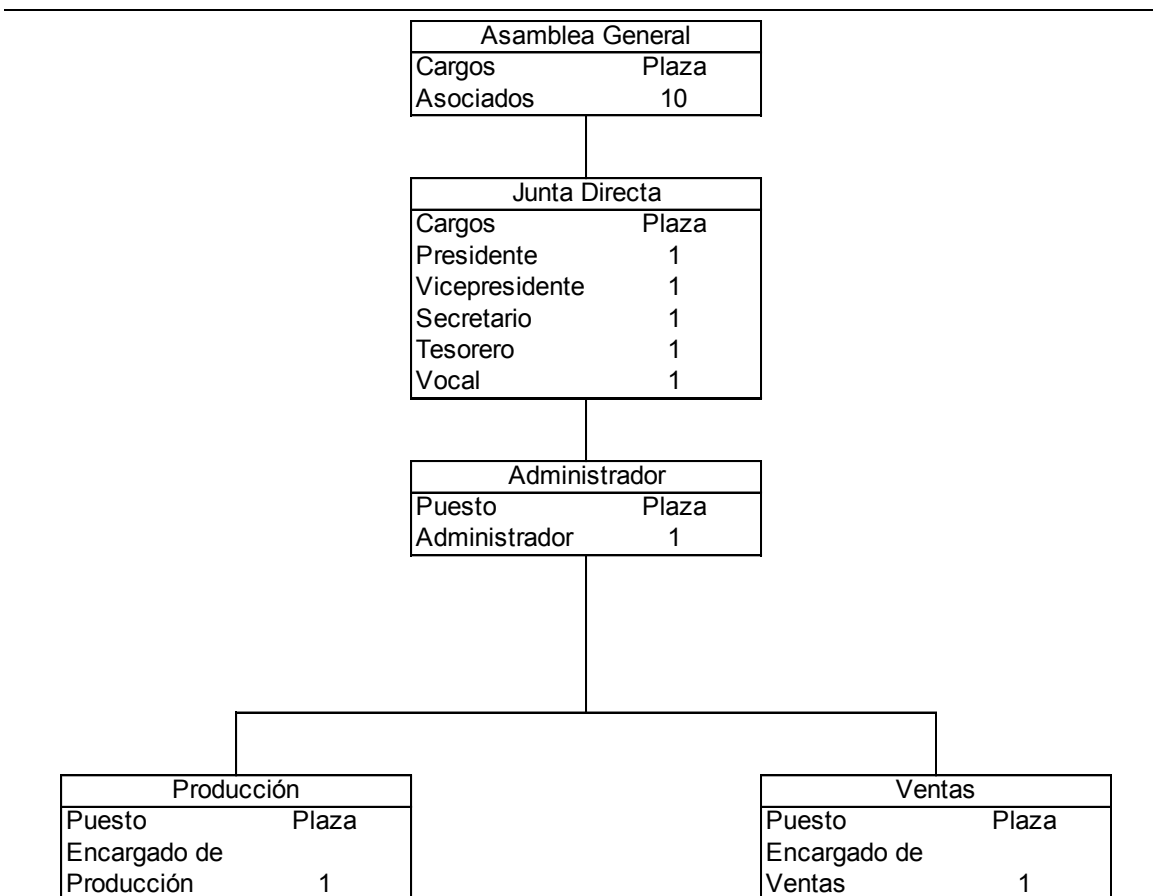 Asamblea General
Cargos Plaza
Asociados 10
Junta Directa
Cargos Plaza
Presidente 1
Vicepresidente 1
Secretario 1
Tesorero 1
Vocal 1
Administrador
Puesto Plaza
Administrador 1
Producción
Puesto Plaza
Encargado de
Producción 1
Ventas
Puesto Plaza
Encargado de
Ventas 1